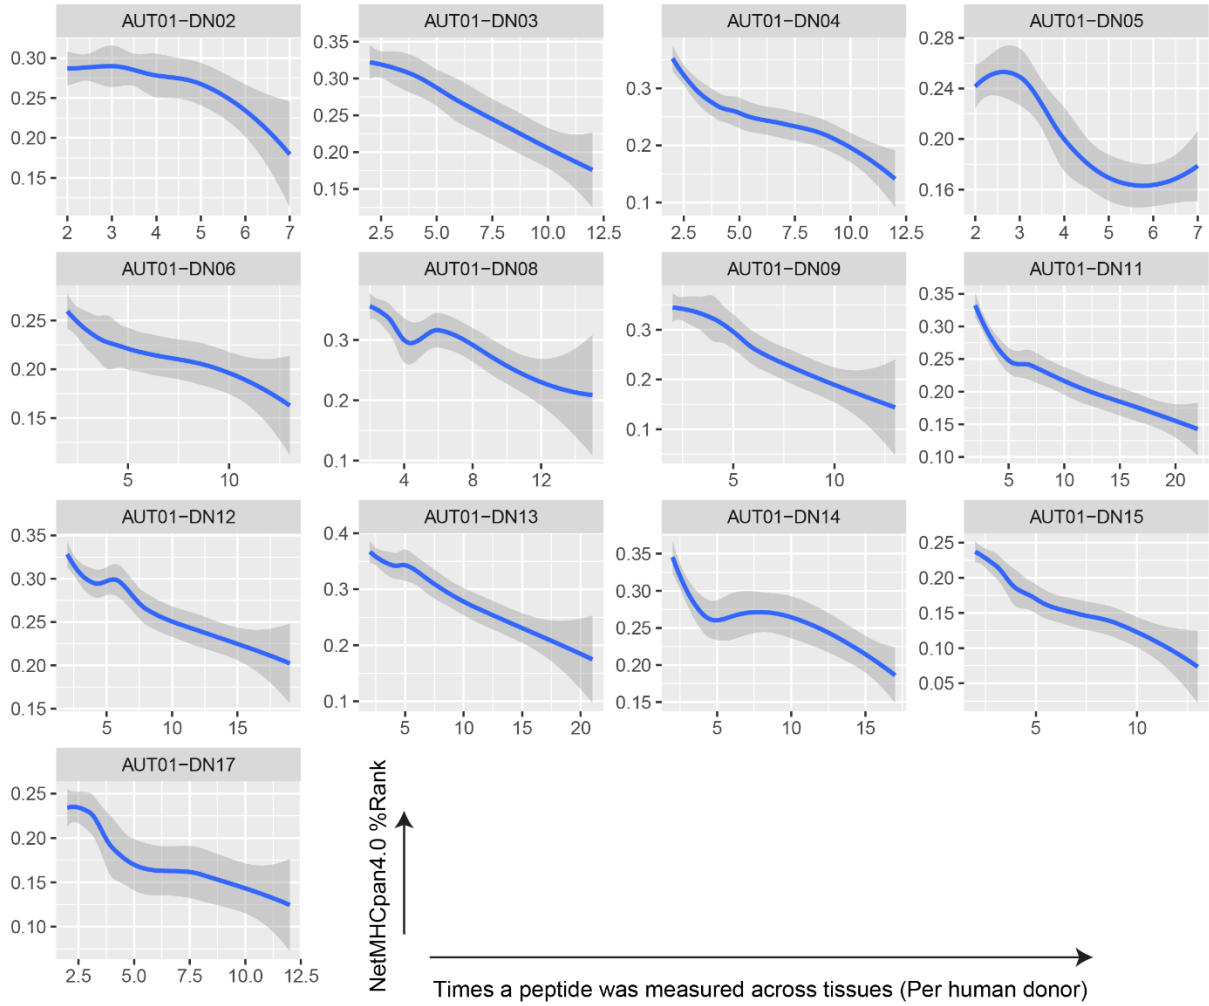 AUT01−DN02 AUT01−DN03 AUT01−DN04 AUT01−DN05
0.30 0.25 0.20 0.15
2 3 4 5 6 7
0.35 0.30 0.25 0.20 0.15
2.5 5.0 7.5 10.0 12.5
0.3 0.2 0.1
2.5 5.0 7.5 10.0 12.5
0.28 0.24 0.20 0.16
2 3 4 5 6 7
AUT01−DN06 AUT01−DN08 AUT01−DN09 AUT01−DN11
0.25 0.20 0.15
5 10
0.3 0.2 0.1
4 8 12
0.3 0.2 0.1
5 10
0.35 0.30 0.25 0.20 0.15 0.10
5 10 15 20
AUT01−DN12 AUT01−DN13 AUT01−DN14 AUT01−DN15
0.35 0.30 0.25 0.20 0.15
5 10 15
0.4 0.3 0.2 0.1
5 10 15 20
0.35 0.30 0.25 0.20 0.15
5 10 15
0.25 0.20 0.15 0.10 0.05
5 10
AUT01−DN17
0.25 0.20 0.15 0.10
2.5 5.0 7.5 10.0 12.5
NetMHCpan4.0 %Rank
Times a peptide was measured across tissues (Per human donor)